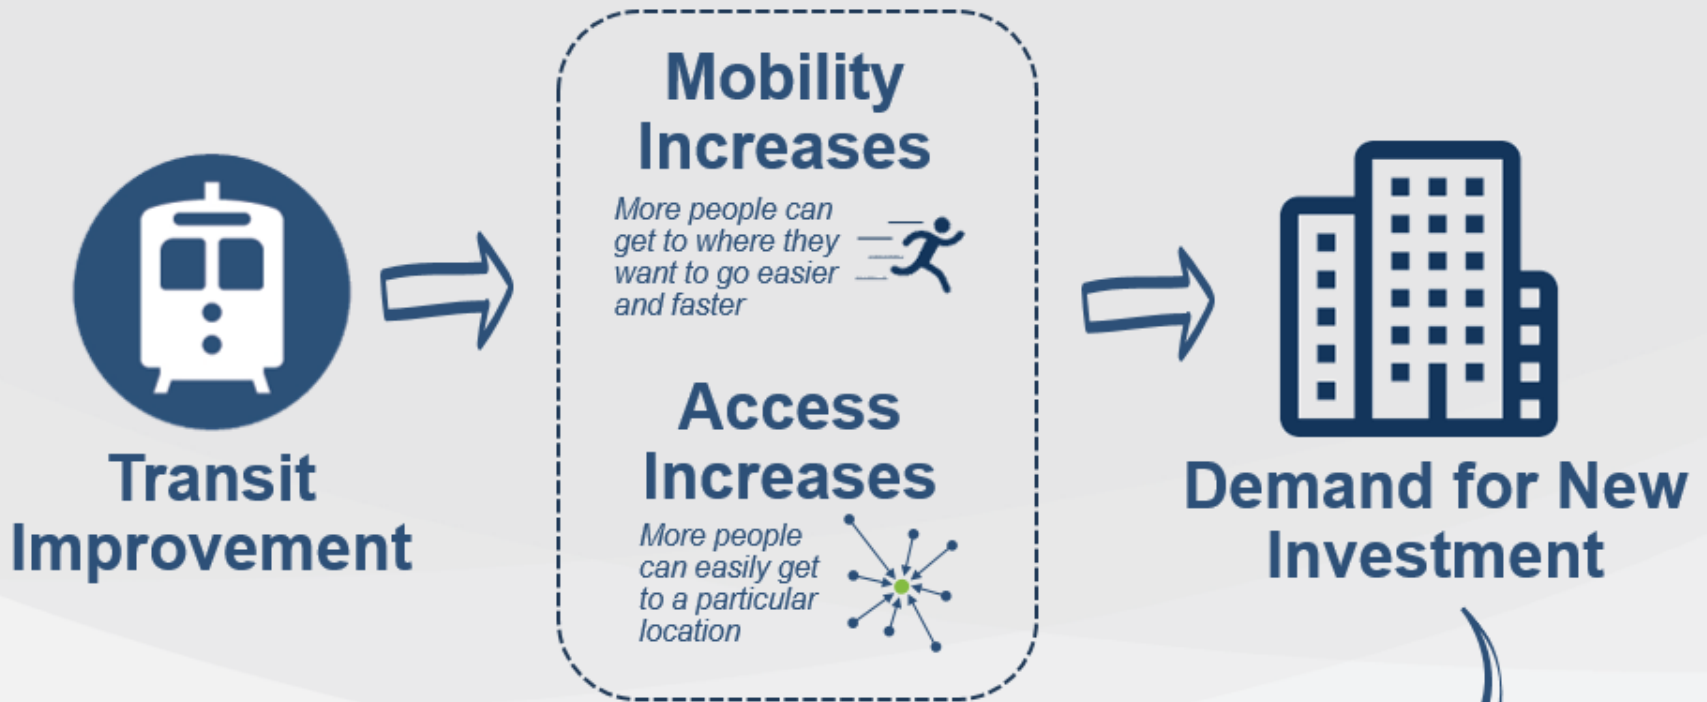 Transit
Improvement
Mobility
Increases
More people can
get to where they
want to go easier
and faster
Access
Increases
More people
can easily get
to a particular
location
Demand for New
Investment